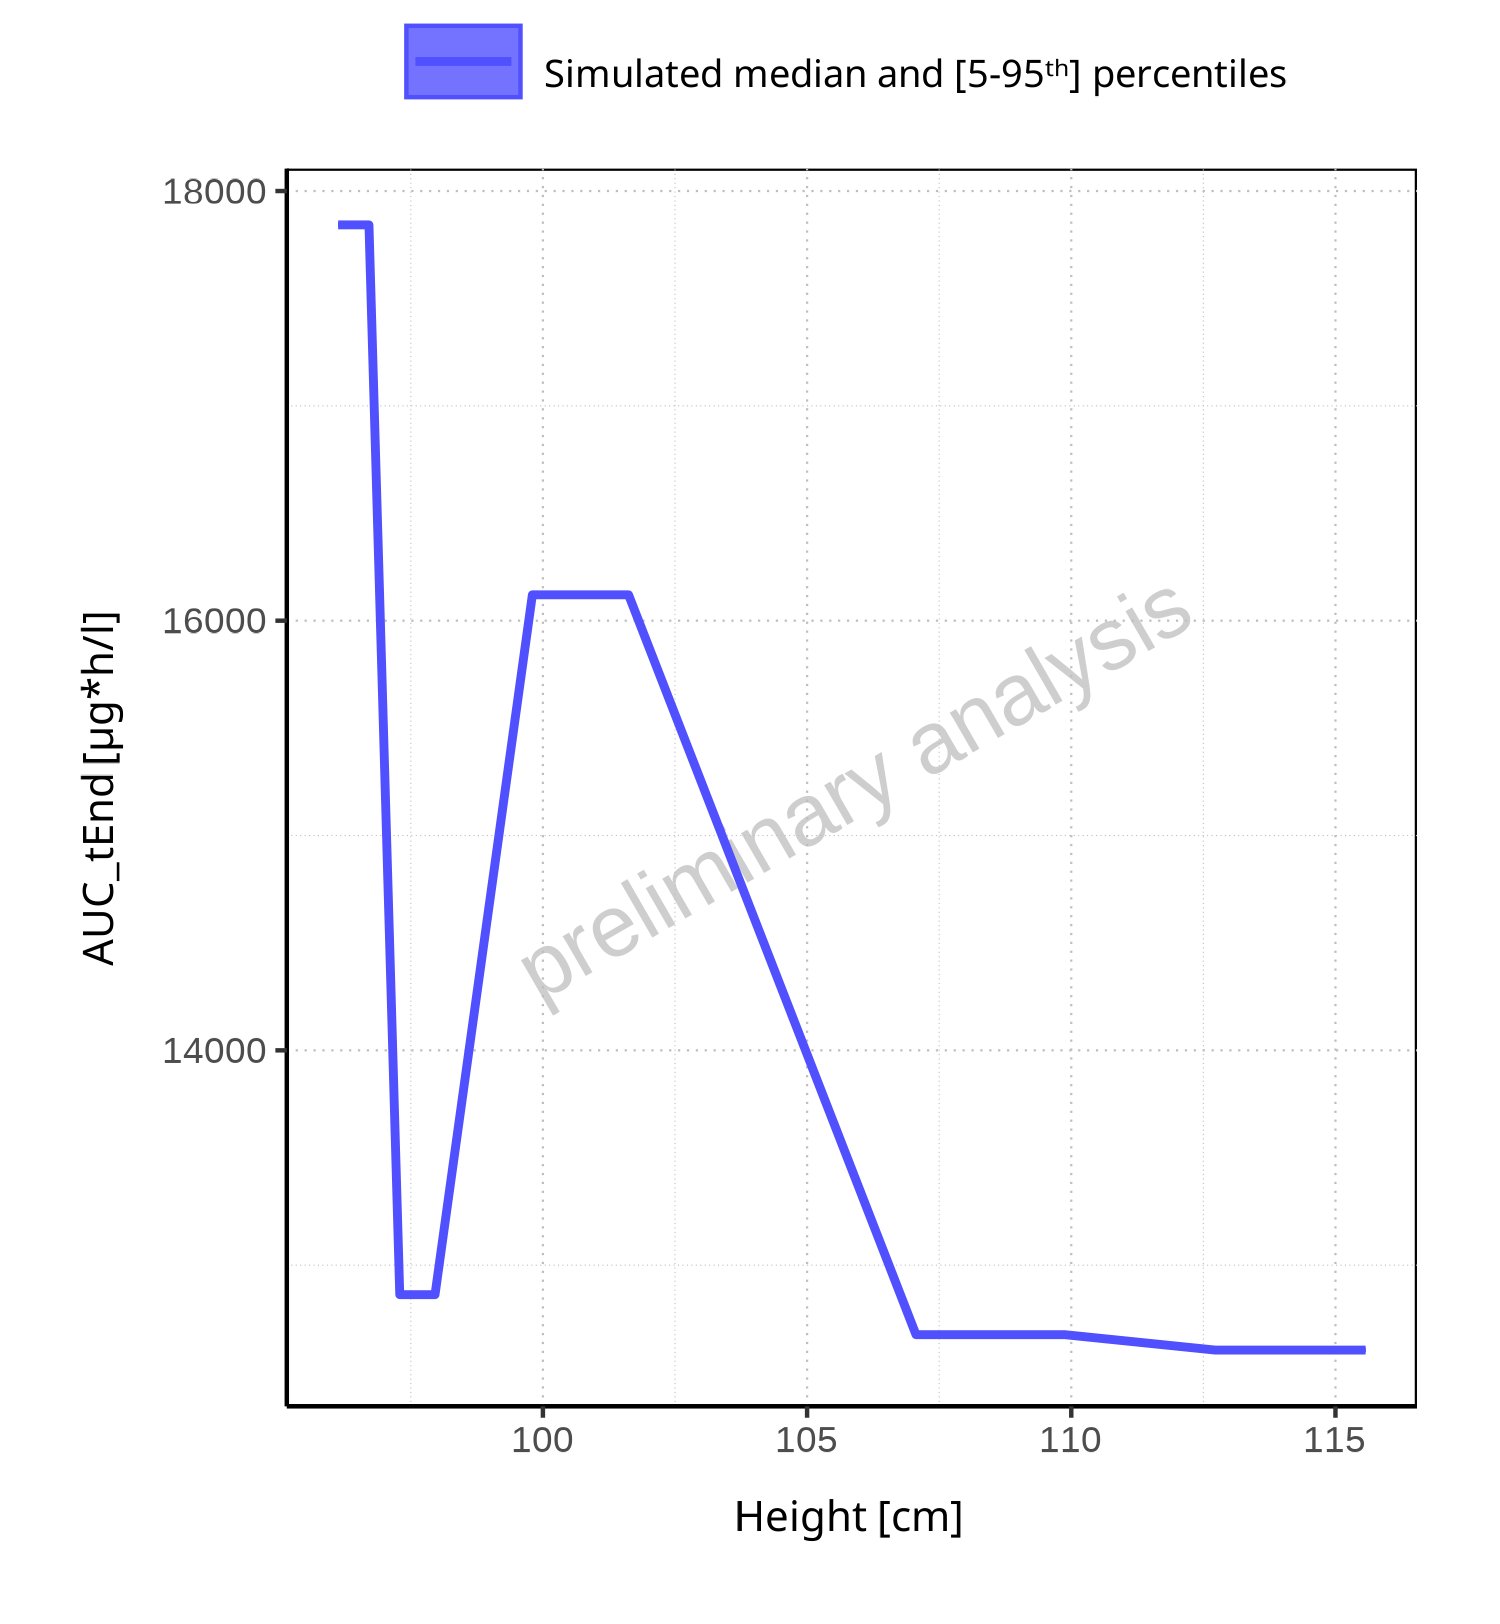 Simulated median and [5-95ᵗʰ] percentiles
18000
16000
14000
AUC_tEnd [µg*h/l]
preliminary analysis
100 105 110 115
Height [cm]